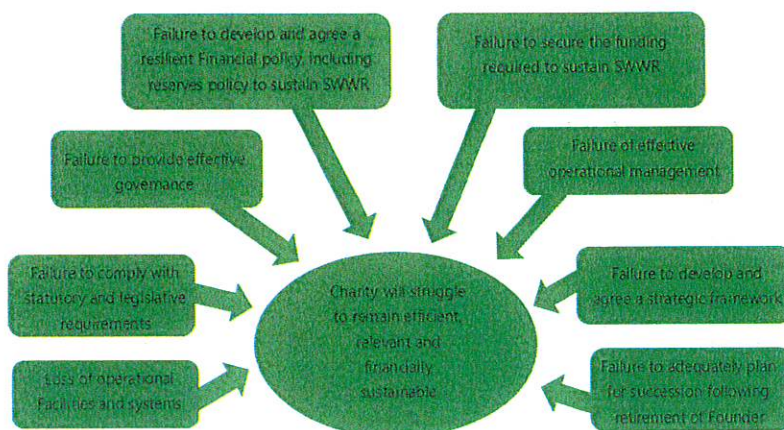 Failure to develop and agree a
resilient Financial policy, including
reserves policy to sustain SWWR
Failure to secure the funding
required to sustain SWWR
Failure to provide effective
governance
Failure of effective
operational management
Failure to comply with
statutory and legislative
requirements
Charity will struggle
to remain efficient,
relevant and
financially
sustainable
Failure to develop and
agree a strategic framework
Loss of operational
Facilities and systems
Failure to adequately plan
for succession following
retirement of Founder